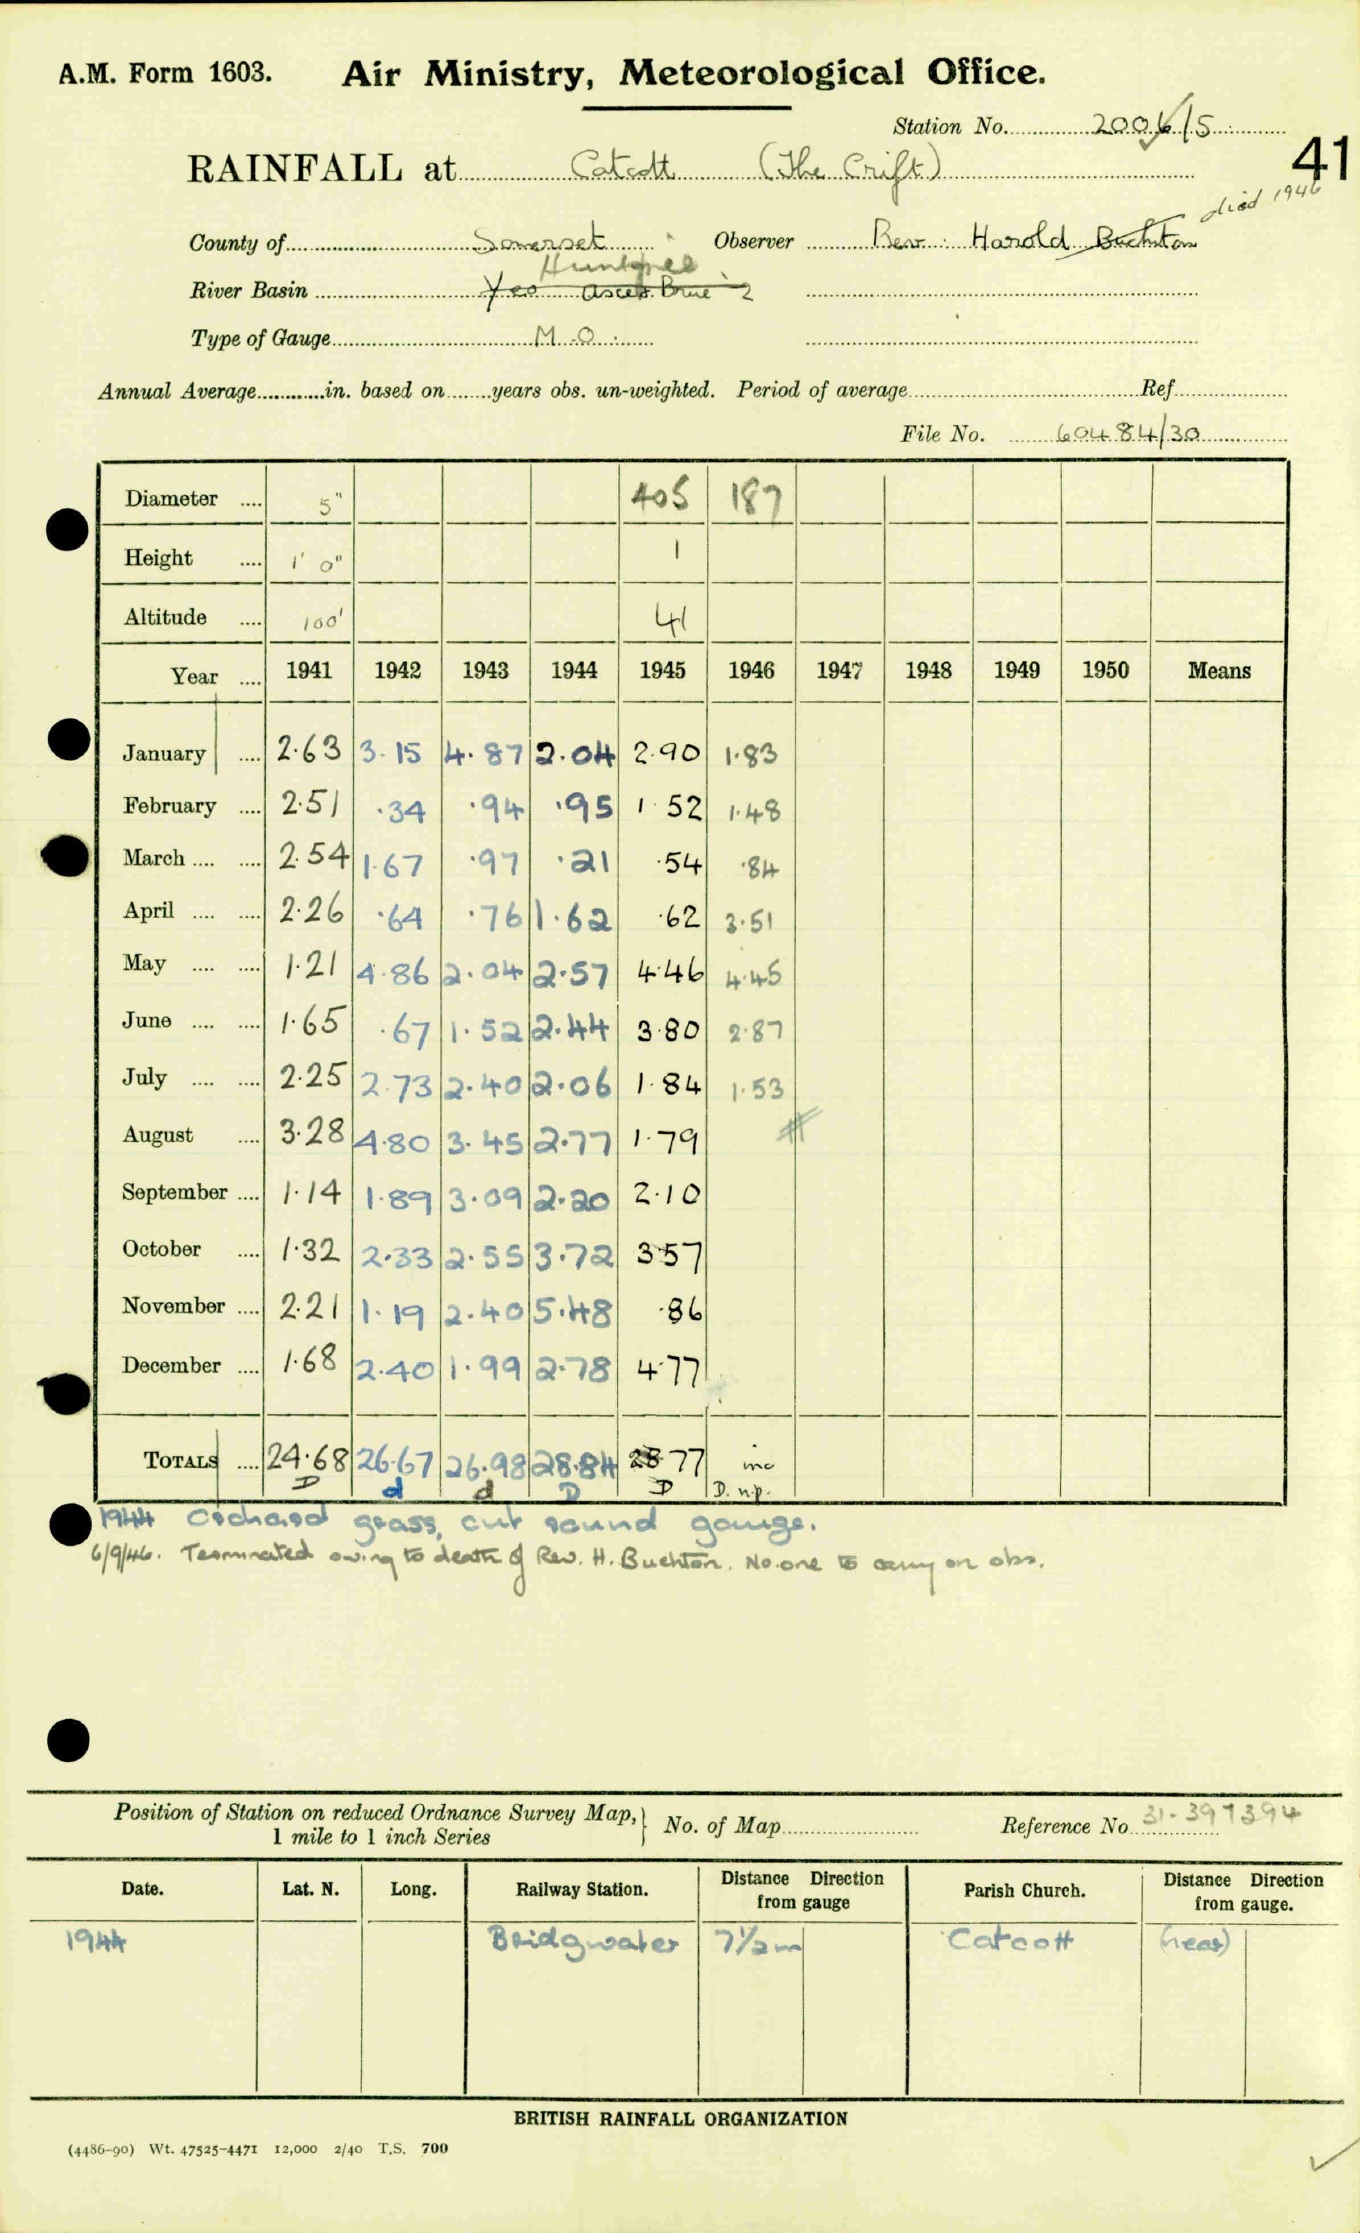 A.M. Form 1603. Air Ministry, Meteorological Office.
Station No. 2006/5
41
RAINFALL at Catcott (The Crift)
died 1946
County of Somerset Observer Rev. Harold Buchton
Huntspill
River Basin Yeo Brue 2
Type of Gauge M.O.
Annual Average in. based on years obs. un-weighted. Period of average Ref
File No. 60484/30
Diameter 5" 405 187
Height 1' 0" 1
Altitude 100' 41
Year 1941 1942 1943 1944 1945 1946 1947 1948 1949 1950 Means
January 2.63 3.15 4.87 2.04 2.90 1.83
February 2.51 .34 .94 .95 1.52 1.48
March 2.54 1.67 .97 .21 .54 .84
April 2.26 .64 .76 1.62 .62 3.51
May 1.21 4.86 2.04 2.57 4.46 4.45
June 1.65 .67 1.52 2.44 3.80 2.87
July 2.25 2.73 2.40 2.06 1.84 1.53
August 3.28 4.80 3.45 2.77 1.79
September 1.14 1.89 3.09 2.20 2.10
October 1.32 2.33 2.55 3.72 3.57
November 2.21 1.19 2.40 5.48 .86
December 1.68 2.40 1.99 2.78 4.77
TOTALS 24.68 26.67 26.98 28.84 28.77 inc
D d d D D D. n.p.
1944 Orchard grass, cut round gauge.
6/9/46. Terminated owing to death of Rev. H. Buchton. No one to carry on obs.
Position of Station on reduced Ordnance Survey Map, 1 mile to 1 inch Series
No. of Map Reference No 31-397394
Date. Lat. N. Long. Railway Station. Distance Direction from gauge Parish Church. Distance Direction from gauge.
1944 Bridgwater 7½m Catcott (near)
BRITISH RAINFALL ORGANIZATION
(4486-90) Wt. 47525-4471 12,000 2/40 T.S. 700